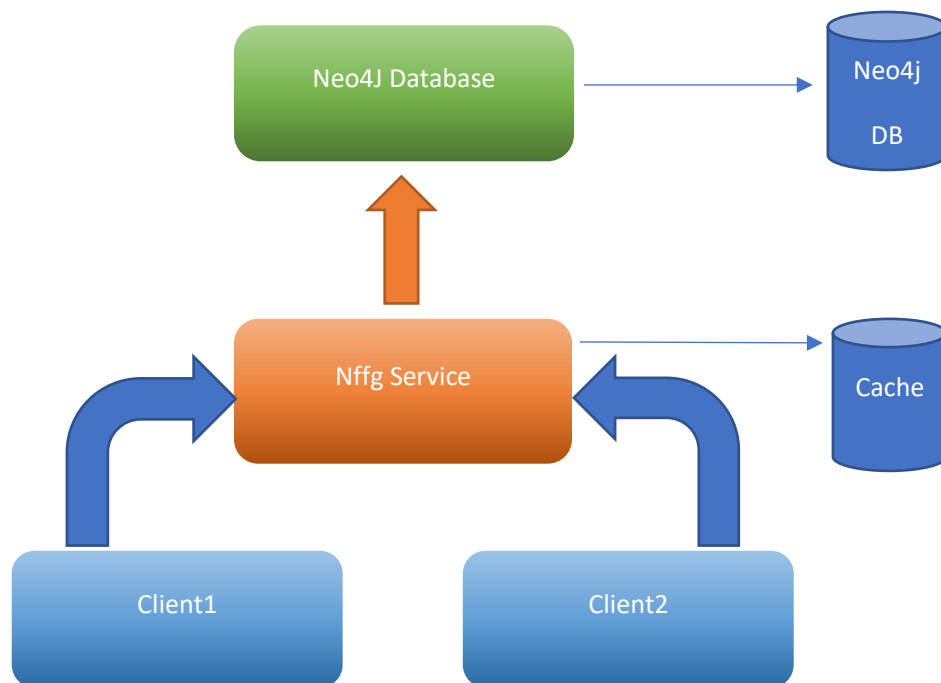 Neo4J Database
Neo4j
DB
Nffg Service
Cache
Client1
Client2